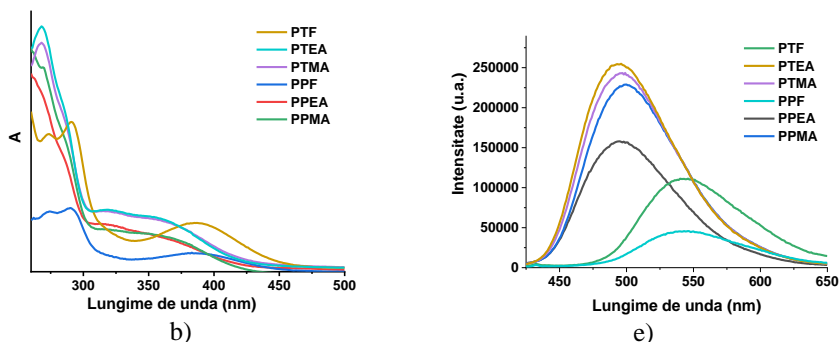 A
PTF
PTEA
PTMA
PPF
PPEA
PPMA
300
350
400
450
500
Lungime de unda (nm)
b)
Intensitate (u.a.)
250000
200000
150000
100000
50000
0
PTF
PTEA
PTMA
PPF
PPEA
PPMA
450
500
550
600
650
Lungime de unda (nm)
e)